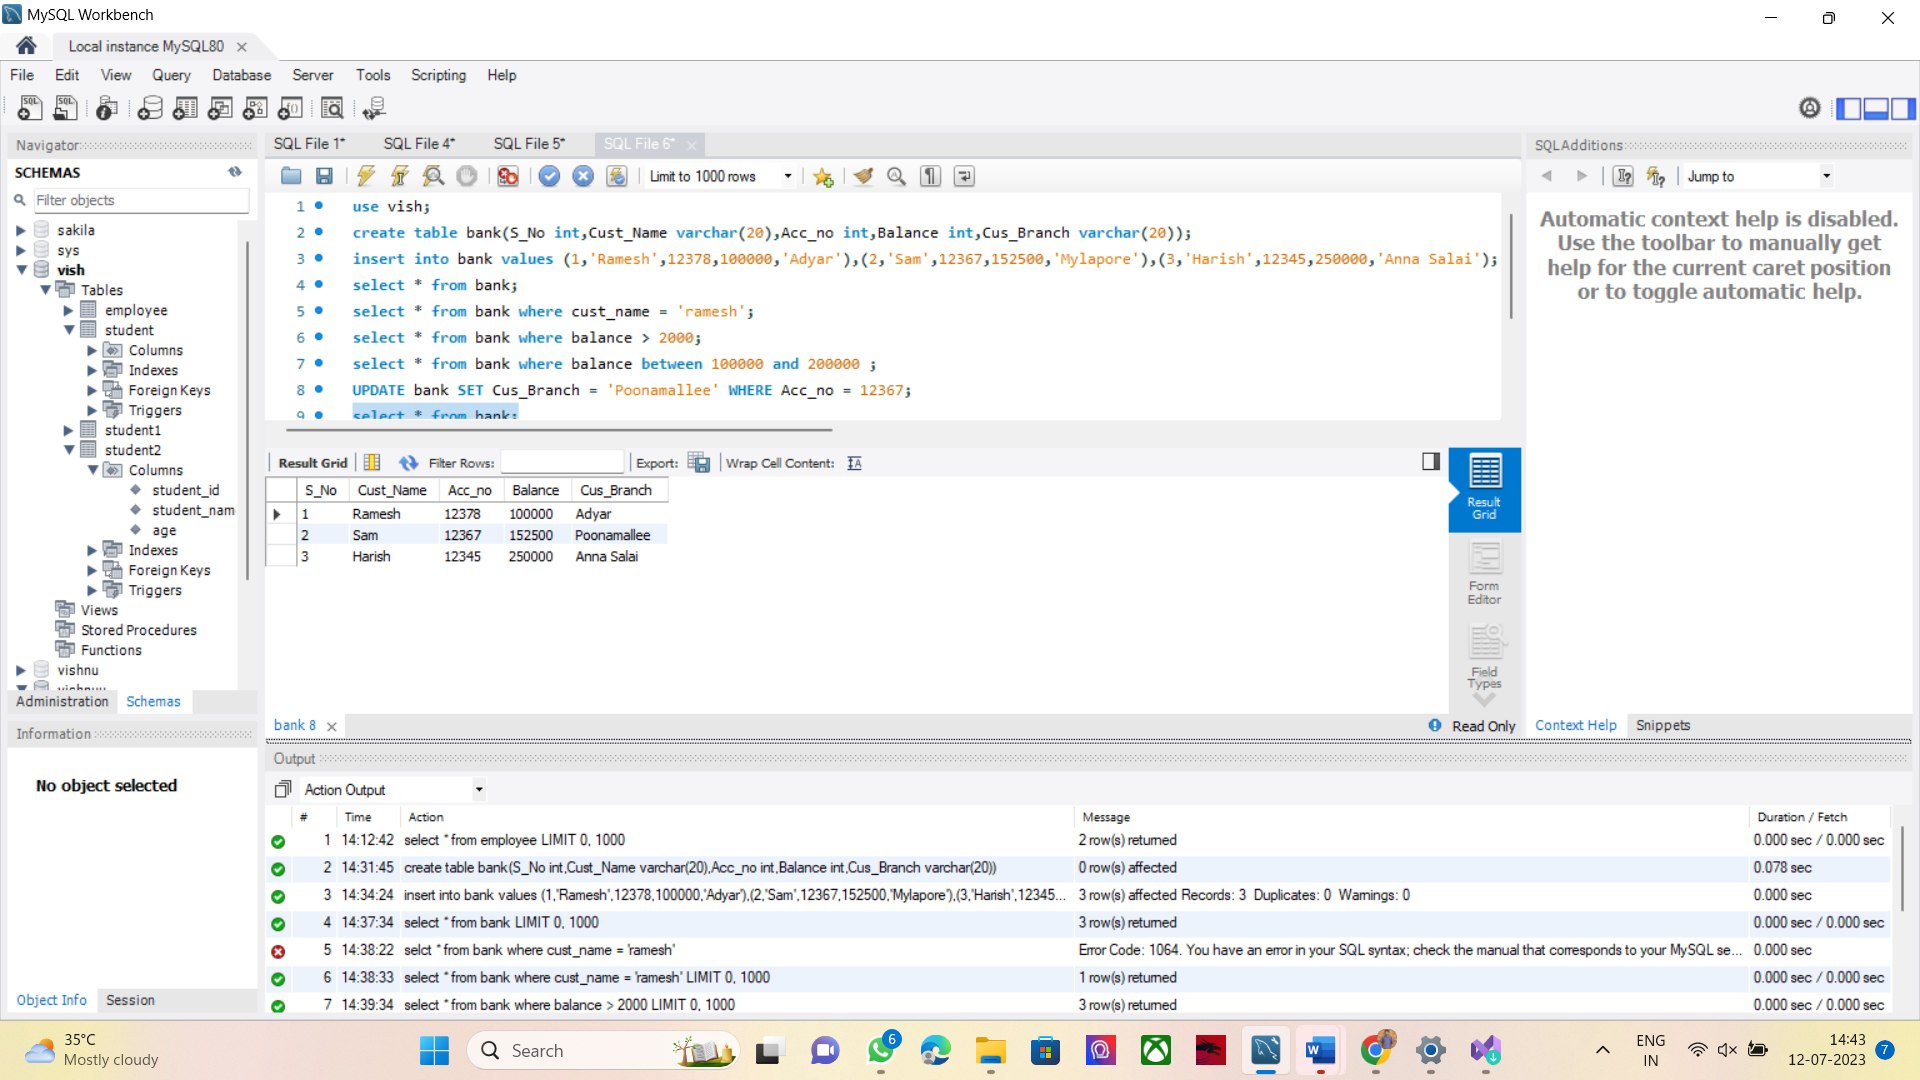 MySQL Workbench
Local instance MySQL80
File Edit View Query Database Server Tools Scripting Help
Navigator
SCHEMAS
Filter objects
sakila
sys
vish
Tables
employee
student
Columns
Indexes
Foreign Keys
Triggers
student1
student2
Columns
student_id
student_nam
age
Indexes
Foreign Keys
Triggers
Views
Stored Procedures
Functions
vishnu
vishnuu
Administration Schemas
Information
No object selected
Object Info Session
SQL File 1* SQL File 4* SQL File 5* SQL File 6*
Limit to 1000 rows
1 use vish;
2 create table bank(S_No int,Cust_Name varchar(20),Acc_no int,Balance int,Cus_Branch varchar(20));
3 insert into bank values (1,'Ramesh',12378,100000,'Adyar'),(2,'Sam',12367,152500,'Mylapore'),(3,'Harish',12345,250000,'Anna Salai');
4 select * from bank;
5 select * from bank where cust_name = 'ramesh';
6 select * from bank where balance > 2000;
7 select * from bank where balance between 100000 and 200000 ;
8 UPDATE bank SET Cus_Branch = 'Poonamallee' WHERE Acc_no = 12367;
9 select * from bank;
Result Grid Filter Rows: Export: Wrap Cell Content: IA
S_No Cust_Name Acc_no Balance Cus_Branch
1 Ramesh 12378 100000 Adyar
2 Sam 12367 152500 Poonamallee
3 Harish 12345 250000 Anna Salai
Result
Grid
Form
Editor
Field
Types
bank 8
Read Only
SQLAdditions
Jump to
Automatic context help is disabled.
Use the toolbar to manually get
help for the current caret position
or to toggle automatic help.
Context Help Snippets
Output
Action Output
# Time Action Message Duration / Fetch
1 14:12:42 select * from employee LIMIT 0, 1000 2 row(s) returned 0.000 sec / 0.000 sec
2 14:31:45 create table bank(S_No int,Cust_Name varchar(20),Acc_no int,Balance int,Cus_Branch varchar(20)) 0 row(s) affected 0.078 sec
3 14:34:24 insert into bank values (1,'Ramesh',12378,100000,'Adyar'),(2,'Sam',12367,152500,'Mylapore'),(3,'Harish',12345... 3 row(s) affected Records: 3 Duplicates: 0 Warnings: 0 0.000 sec
4 14:37:34 select * from bank LIMIT 0, 1000 3 row(s) returned 0.000 sec / 0.000 sec
5 14:38:22 selct * from bank where cust_name = 'ramesh' Error Code: 1064. You have an error in your SQL syntax; check the manual that corresponds to your MySQL se... 0.000 sec
6 14:38:33 select * from bank where cust_name = 'ramesh' LIMIT 0, 1000 1 row(s) returned 0.000 sec / 0.000 sec
7 14:39:34 select * from bank where balance > 2000 LIMIT 0, 1000 3 row(s) returned 0.000 sec / 0.000 sec
35°C
Mostly cloudy
Search
6
ENG
IN
14:43
12-07-2023
7